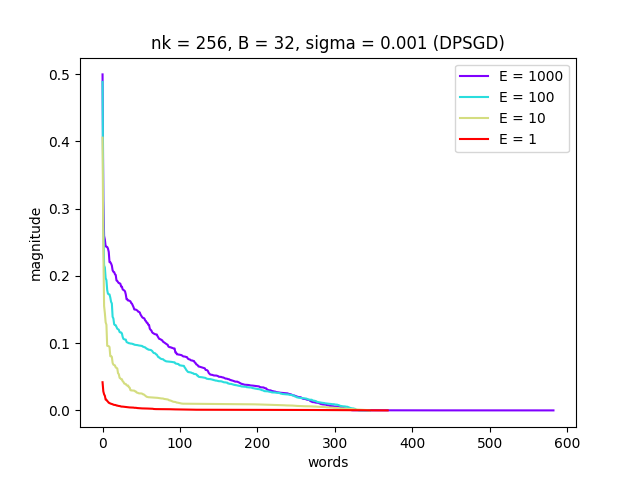 nk = 256, B = 32, sigma = 0.001 (DPSGD)
E = 1000
E = 100
E = 10
E = 1
magnitude
0.5
0.4
0.3
0.2
0.1
0.0
0 100 200 300 400 500 600
words